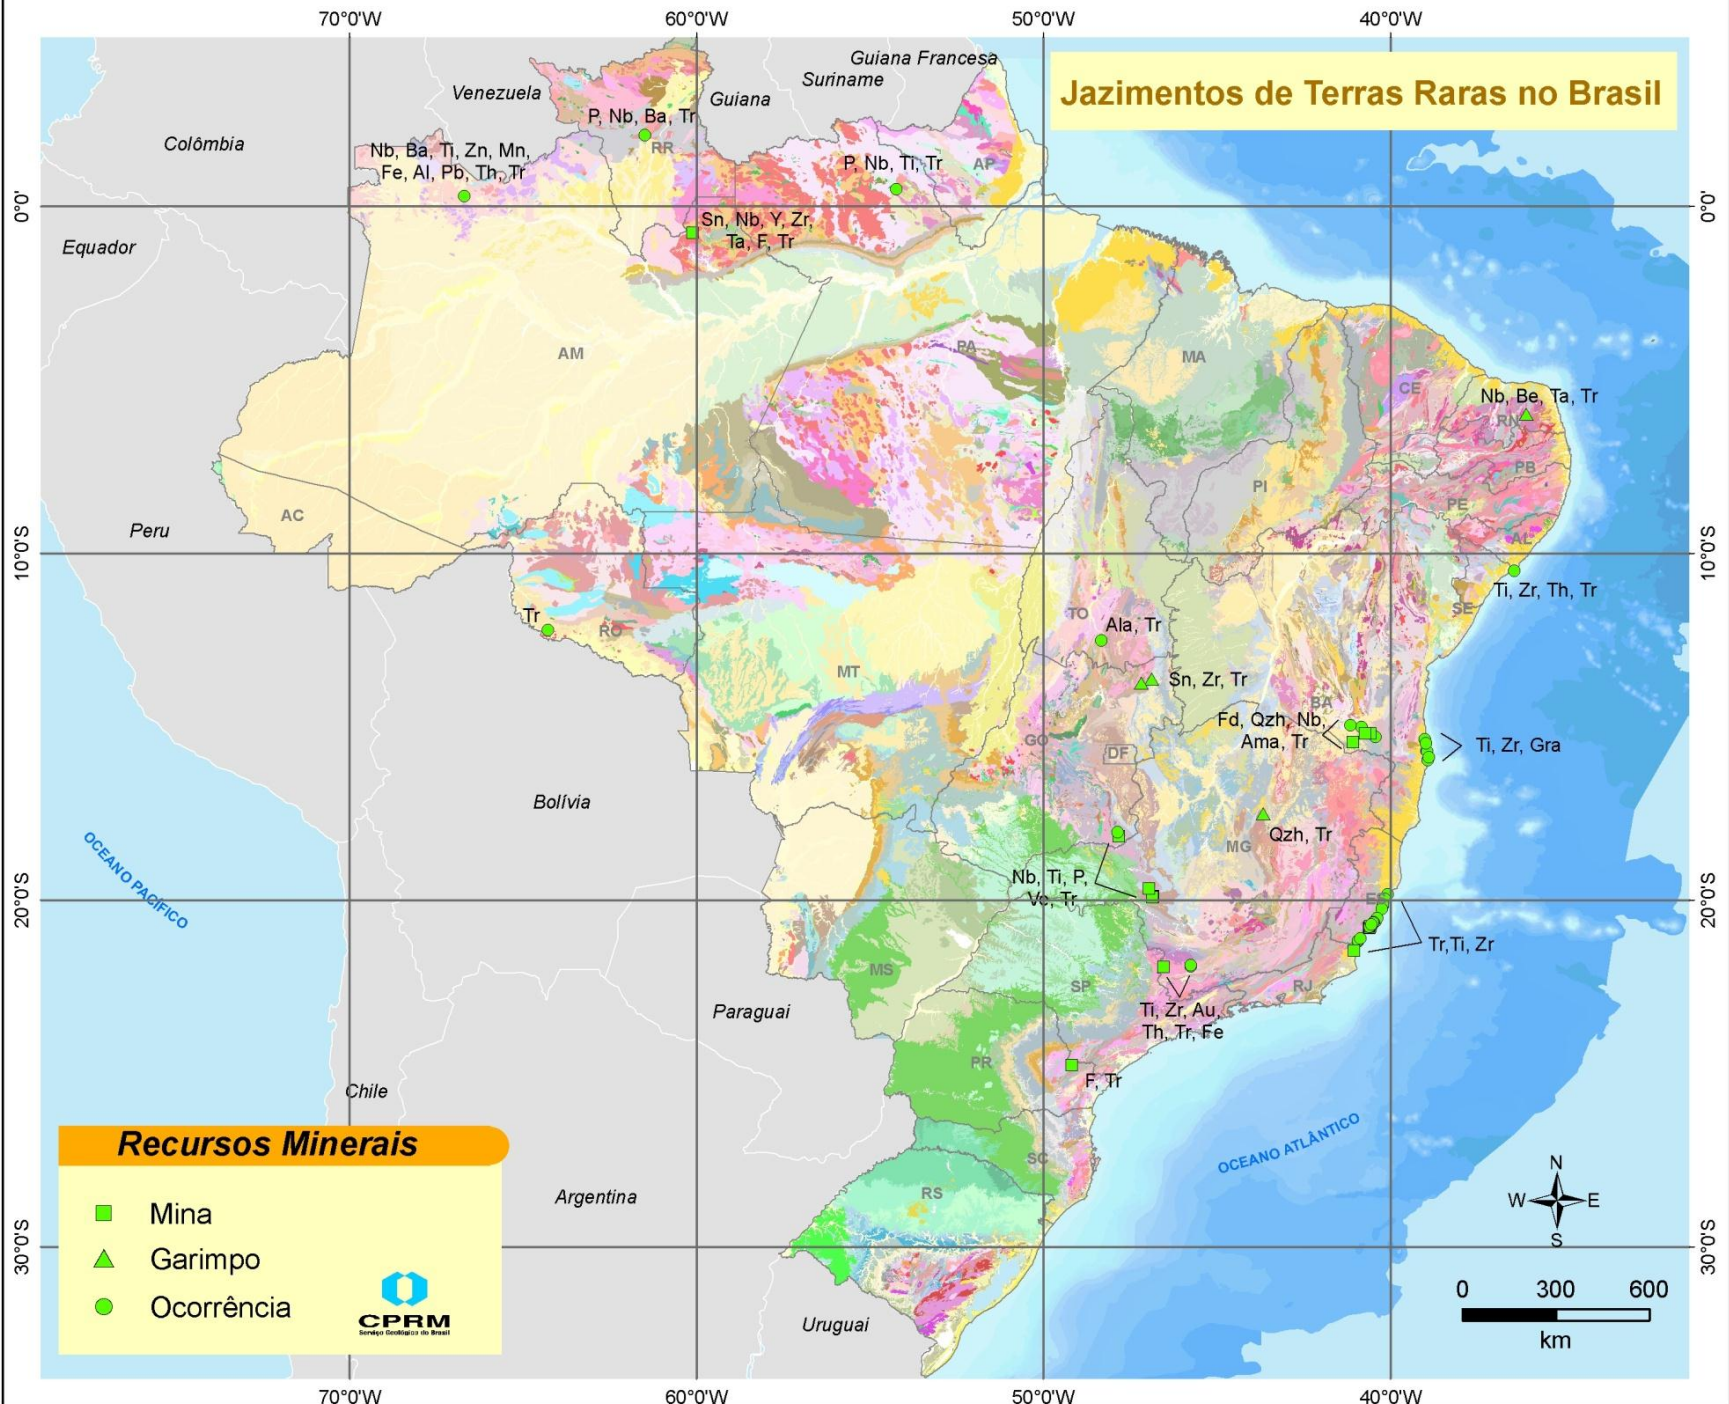 70°0'W 60°0'W 50°0'W 40°0'W
Jazimentos de Terras Raras no Brasil
Guiana Francesa
Suriname
Venezuela
Guiana
Colômbia
P, Nb, Ba, Tr
RR
Nb, Ba, Ti, Zn, Mn,
Fe, Al, Pb, Th, Tr
P, Nb, Ti, Tr
AP
0°0' 0°0'
Sn, Nb, Y, Zr,
Ta, F, Tr
Equador
AM
PA
MA
CE
Nb, Be, Ta, Tr
RN
PB
PI
PE
AC
Peru
AL
10°0'S 10°0'S
Ti, Zr, Th, Tr
SE
Tr
RO
TO
Ala, Tr
MT
Sn, Zr, Tr
BA
Fd, Qzh, Nb,
Ama, Tr
GO
DF
Ti, Zr, Gra
Bolívia
OCEANO PACÍFICO
Qzh, Tr
MG
Nb, Ti, P,
Ve, Tr
20°0'S 20°0'S
Tr,Ti, Zr
MS
SP
RJ
Paraguai
Ti, Zr, Au,
Th, Tr, Fe
PR
F, Tr
Chile
OCEANO ATLÂNTICO
SC
RS
Argentina
Recursos Minerais
Mina
Garimpo
Ocorrência
CPRM
Serviço Geológico do Brasil
Uruguai
N
W E
S
30°0'S 30°0'S
0 300 600
km
70°0'W 60°0'W 50°0'W 40°0'W